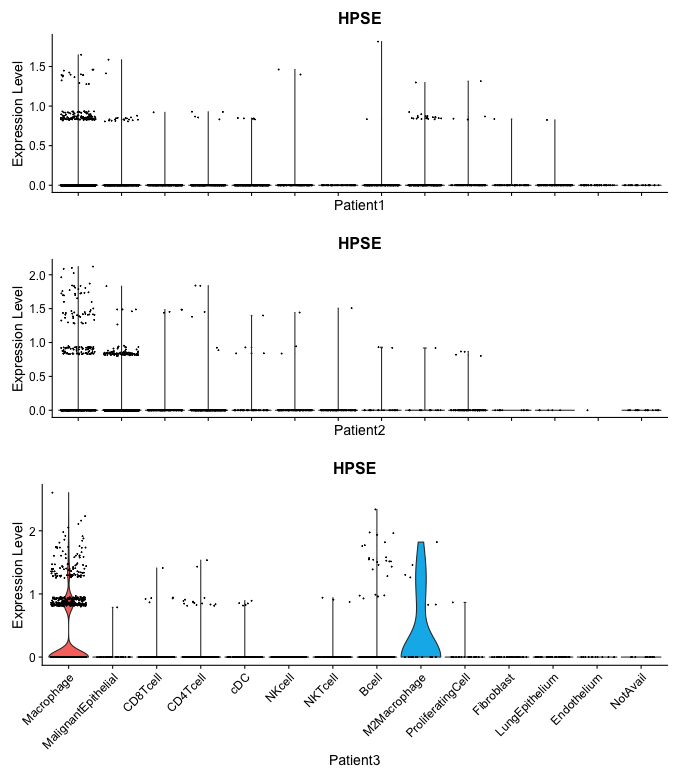 HPSE
Expression Level
1.5
1.0
0.5
0.0
Patient1
HPSE
Expression Level
2.0
1.5
1.0
0.5
0.0
Patient2
HPSE
Expression Level
2
1
0
Macrophage
MalignantEpithelial
CD8Tcell
CD4Tcell
cDC
NKcell
NKTcell
Bcell
M2Macrophage
ProliferatingCell
Fibroblast
LungEpithelium
Endothelium
NotAvail
Patient3